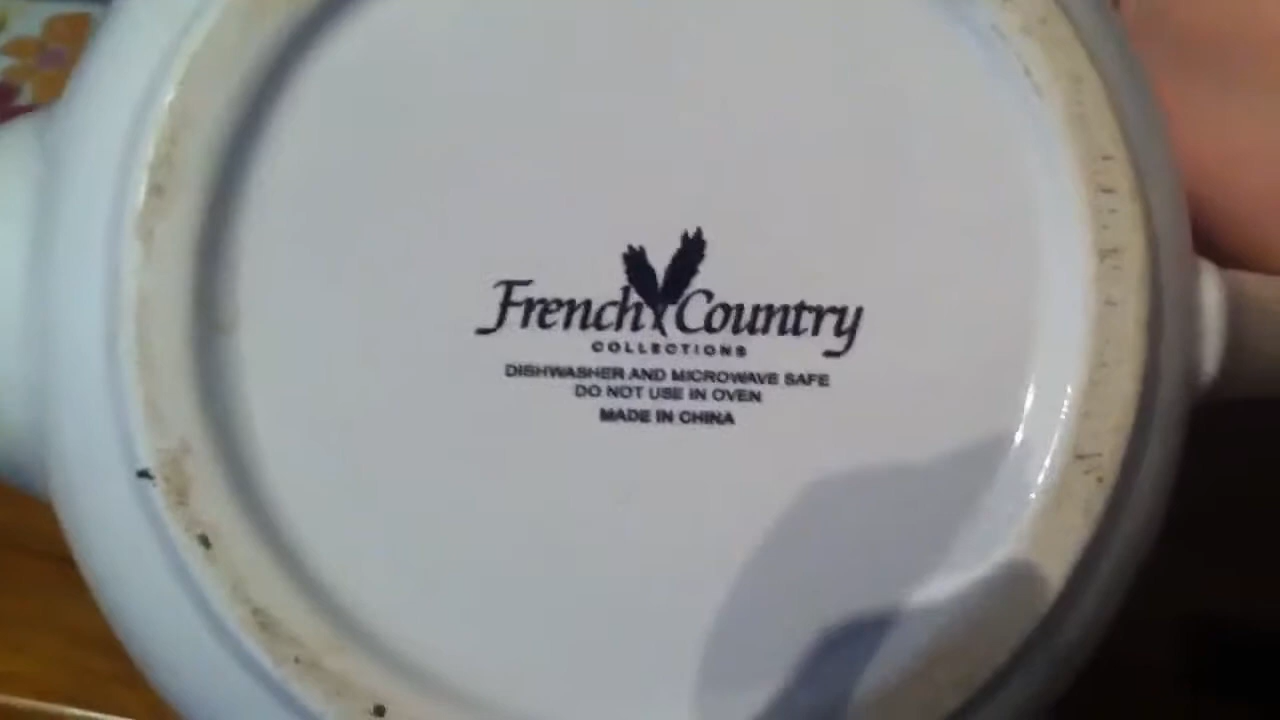 French Country
COLLECTIONS
DISHWASHER AND MICROWAVE SAFE
DO NOT USE IN OVEN
MADE IN CHINA